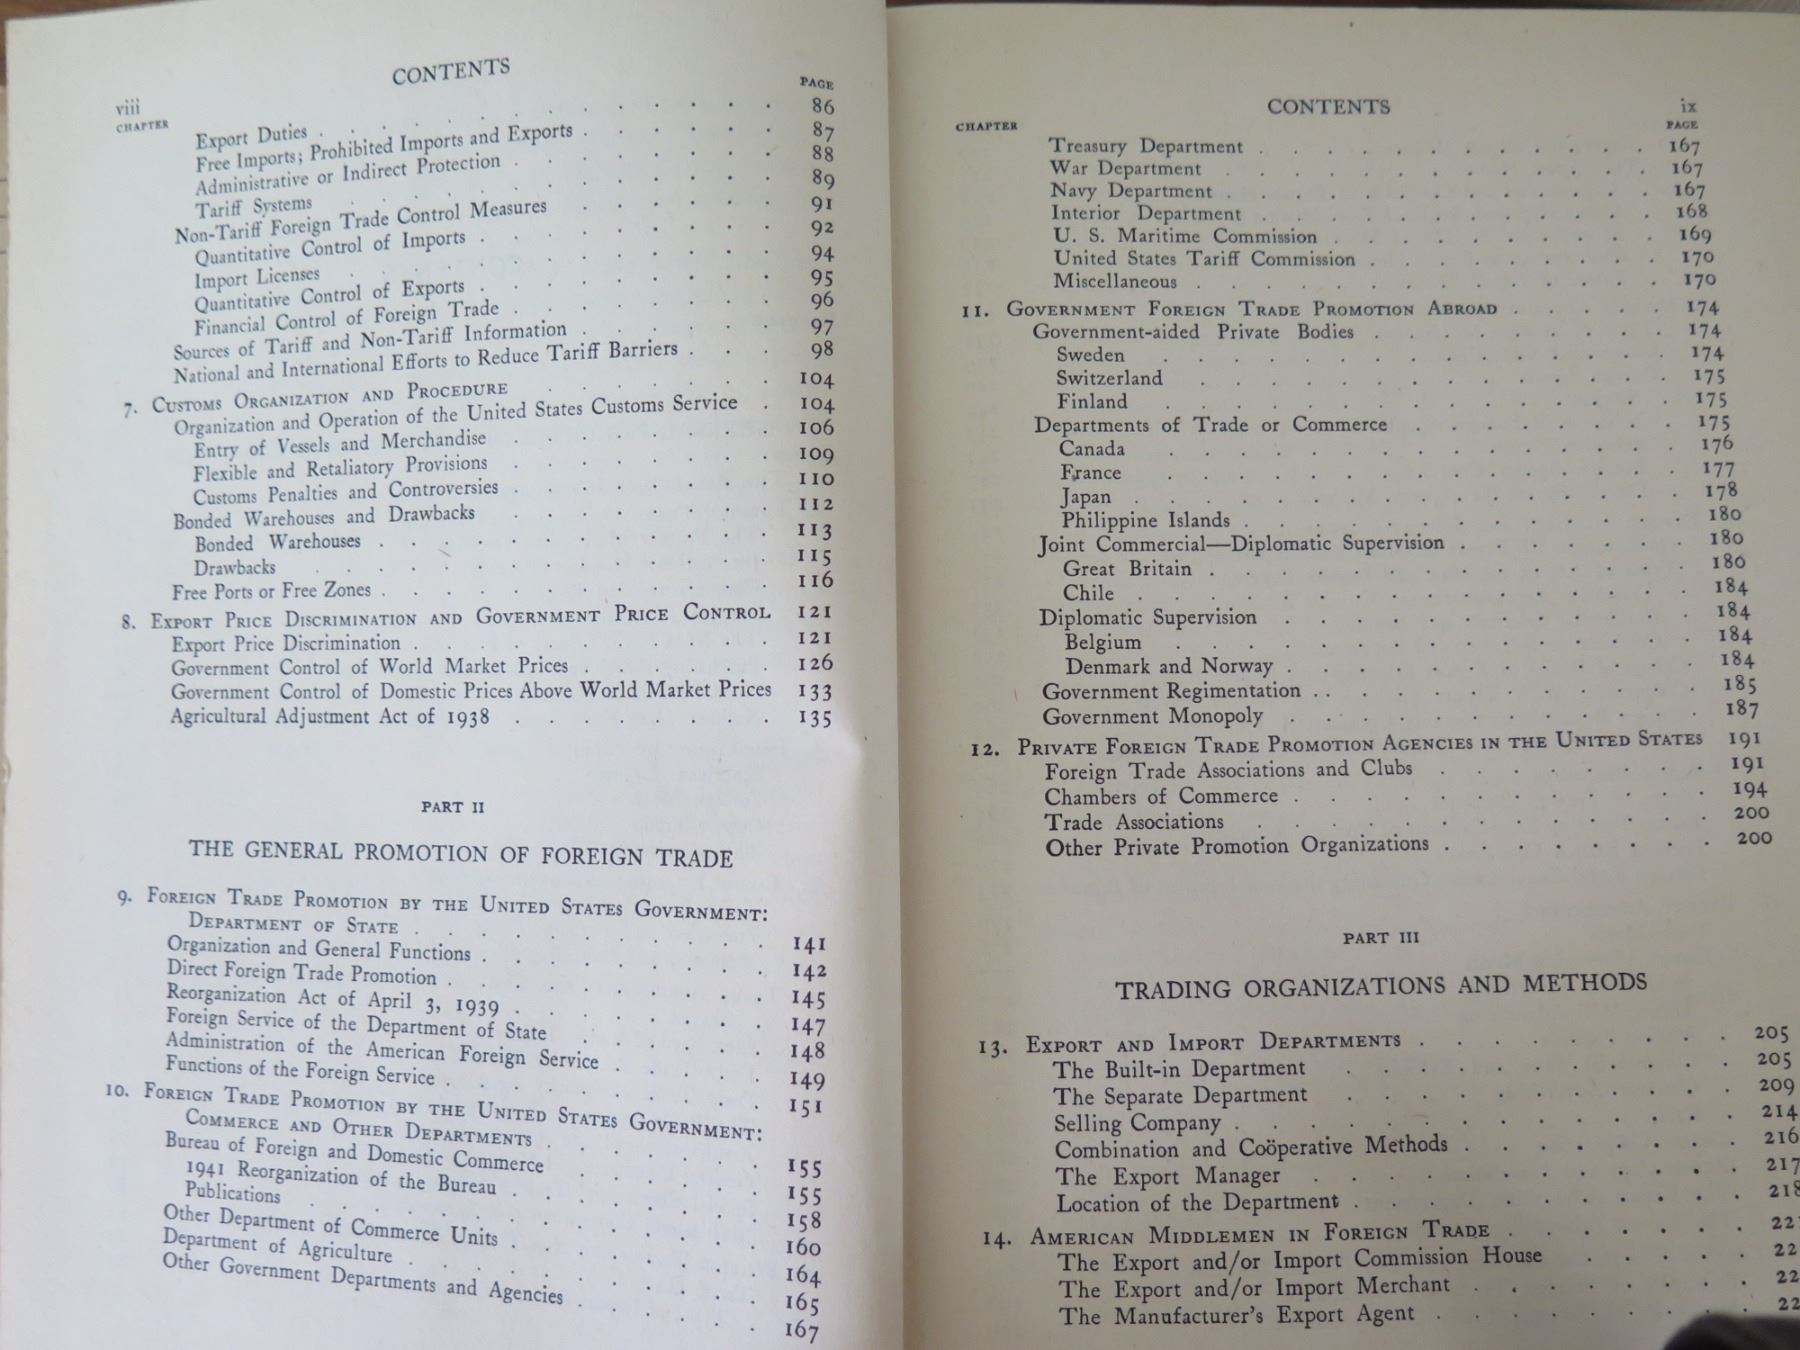 CONTENTS
viii
CHAPTER PAGE
Export Duties . . . . . . . . . . 86
Free Imports; Prohibited Imports and Exports . . . . 87
Administrative or Indirect Protection . . . . . . 88
Tariff Systems . . . . . . . . . . 89
Non-Tariff Foreign Trade Control Measures . . . . . 91
Quantitative Control of Imports . . . . . . 92
Import Licenses . . . . . . . . . 94
Quantitative Control of Exports . . . . . . 95
Financial Control of Foreign Trade . . . . . . 96
Sources of Tariff and Non-Tariff Information . . . . 97
National and International Efforts to Reduce Tariff Barriers . . . 98
7. CUSTOMS ORGANIZATION AND PROCEDURE . . . . . 104
Organization and Operation of the United States Customs Service . 104
Entry of Vessels and Merchandise . . . . . . 106
Flexible and Retaliatory Provisions . . . . . . 109
Customs Penalties and Controversies . . . . . . 110
Bonded Warehouses and Drawbacks . . . . . . 112
Bonded Warehouses . . . . . . . . 113
Drawbacks . . . . . . . . . . 115
Free Ports or Free Zones . . . . . . . . 116
8. EXPORT PRICE DISCRIMINATION AND GOVERNMENT PRICE CONTROL 121
Export Price Discrimination . . . . . . . . 121
Government Control of World Market Prices . . . . 126
Government Control of Domestic Prices Above World Market Prices 133
Agricultural Adjustment Act of 1938 . . . . . . 135
PART II
THE GENERAL PROMOTION OF FOREIGN TRADE
9. FOREIGN TRADE PROMOTION BY THE UNITED STATES GOVERNMENT:
DEPARTMENT OF STATE . . . . . . . . 141
Organization and General Functions . . . . . . 142
Direct Foreign Trade Promotion . . . . . . . 145
Reorganization Act of April 3, 1939 . . . . . . 147
Foreign Service of the Department of State . . . . . 148
Administration of the American Foreign Service . . . . 149
Functions of the Foreign Service . . . . . . . 151
10. FOREIGN TRADE PROMOTION BY THE UNITED STATES GOVERNMENT:
COMMERCE AND OTHER DEPARTMENTS . . . . . 155
Bureau of Foreign and Domestic Commerce . . . . . 155
1941 Reorganization of the Bureau . . . . . . 158
Publications . . . . . . . . . . 160
Other Department of Commerce Units . . . . . . 164
Department of Agriculture . . . . . . . . 165
Other Government Departments and Agencies . . . . 167
CONTENTS ix
CHAPTER PAGE
Treasury Department . . . . . . . . . . . 167
War Department . . . . . . . . . . . 167
Navy Department . . . . . . . . . . . 167
Interior Department . . . . . . . . . . . 168
U. S. Maritime Commission . . . . . . . . . 169
United States Tariff Commission . . . . . . . . 170
Miscellaneous . . . . . . . . . . . . 170
11. GOVERNMENT FOREIGN TRADE PROMOTION ABROAD . . . . . 174
Government-aided Private Bodies . . . . . . . . 174
Sweden . . . . . . . . . . . . 174
Switzerland . . . . . . . . . . . 175
Finland . . . . . . . . . . . . 175
Departments of Trade or Commerce . . . . . . . 175
Canada . . . . . . . . . . . . 176
France . . . . . . . . . . . . 177
Japan . . . . . . . . . . . . 178
Philippine Islands . . . . . . . . . . 180
Joint Commercial—Diplomatic Supervision . . . . . . 180
Great Britain . . . . . . . . . . . 180
Chile . . . . . . . . . . . . 184
Diplomatic Supervision . . . . . . . . . . 184
Belgium . . . . . . . . . . . . 184
Denmark and Norway . . . . . . . . . 184
Government Regimentation . . . . . . . . . . 185
Government Monopoly . . . . . . . . . . 187
12. PRIVATE FOREIGN TRADE PROMOTION AGENCIES IN THE UNITED STATES 191
Foreign Trade Associations and Clubs . . . . . . . 191
Chambers of Commerce . . . . . . . . . . 194
Trade Associations . . . . . . . . . . . 200
Other Private Promotion Organizations . . . . . . . 200
PART III
TRADING ORGANIZATIONS AND METHODS
13. EXPORT AND IMPORT DEPARTMENTS . . . . . . . . 205
The Built-in Department . . . . . . . . . 205
The Separate Department . . . . . . . . . 209
Selling Company . . . . . . . . . . . 214
Combination and Coöperative Methods . . . . . . . 216
The Export Manager . . . . . . . . . . 217
Location of the Department . . . . . . . . . 218
14. AMERICAN MIDDLEMEN IN FOREIGN TRADE . . . . . .
The Export and/or Import Commission House . . . .
The Export and/or Import Merchant . . . . . .
The Manufacturer's Export Agent . . . . . . .